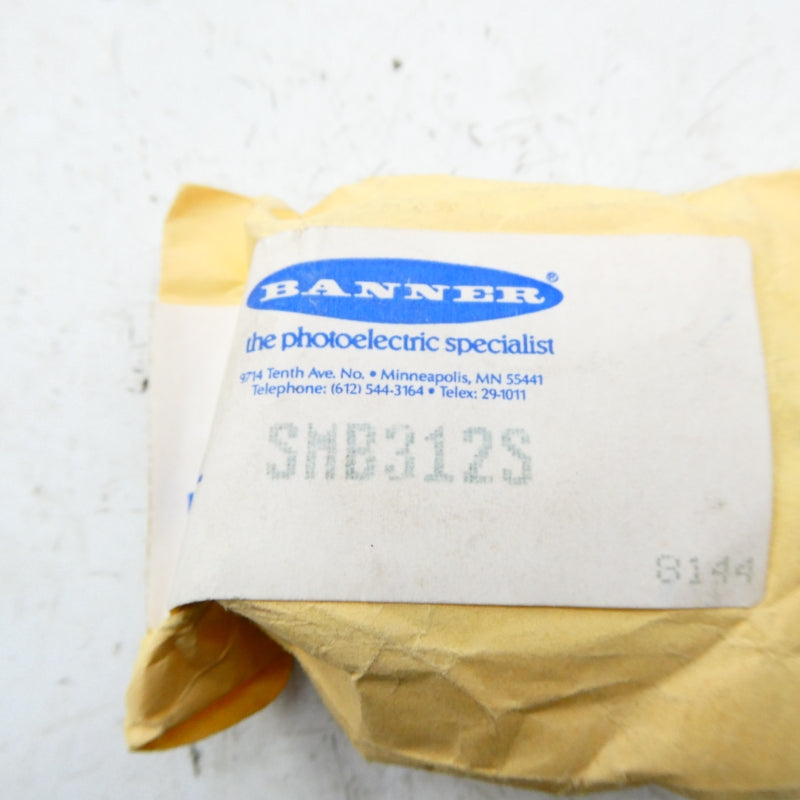 BANNER®
the photoelectric specialist
9714 Tenth Ave. No. • Minneapolis, MN 55441
Telephone: (612) 544-3164 • Telex: 29-1011
SMB312S
8144